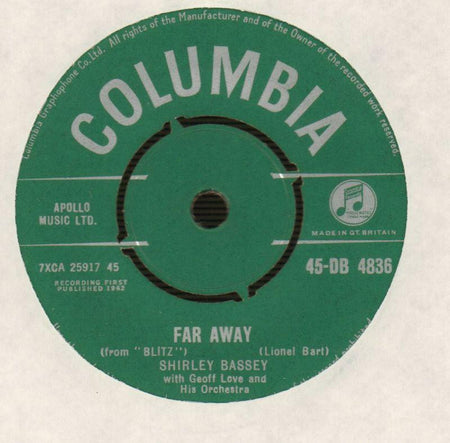 Columbia Graphophone Co. Ltd. All rights of the Manufacturer and of the Owner of the recorded work reserved.
COLUMBIA
APOLLO
MUSIC LTD.
MADE IN GT. BRITAIN
7XCA 25917 45
45-DB 4836
RECORDING FIRST
PUBLISHED 1962
FAR AWAY
(from "BLITZ") (Lionel Bart)
SHIRLEY BASSEY
with Geoff Love and
His Orchestra